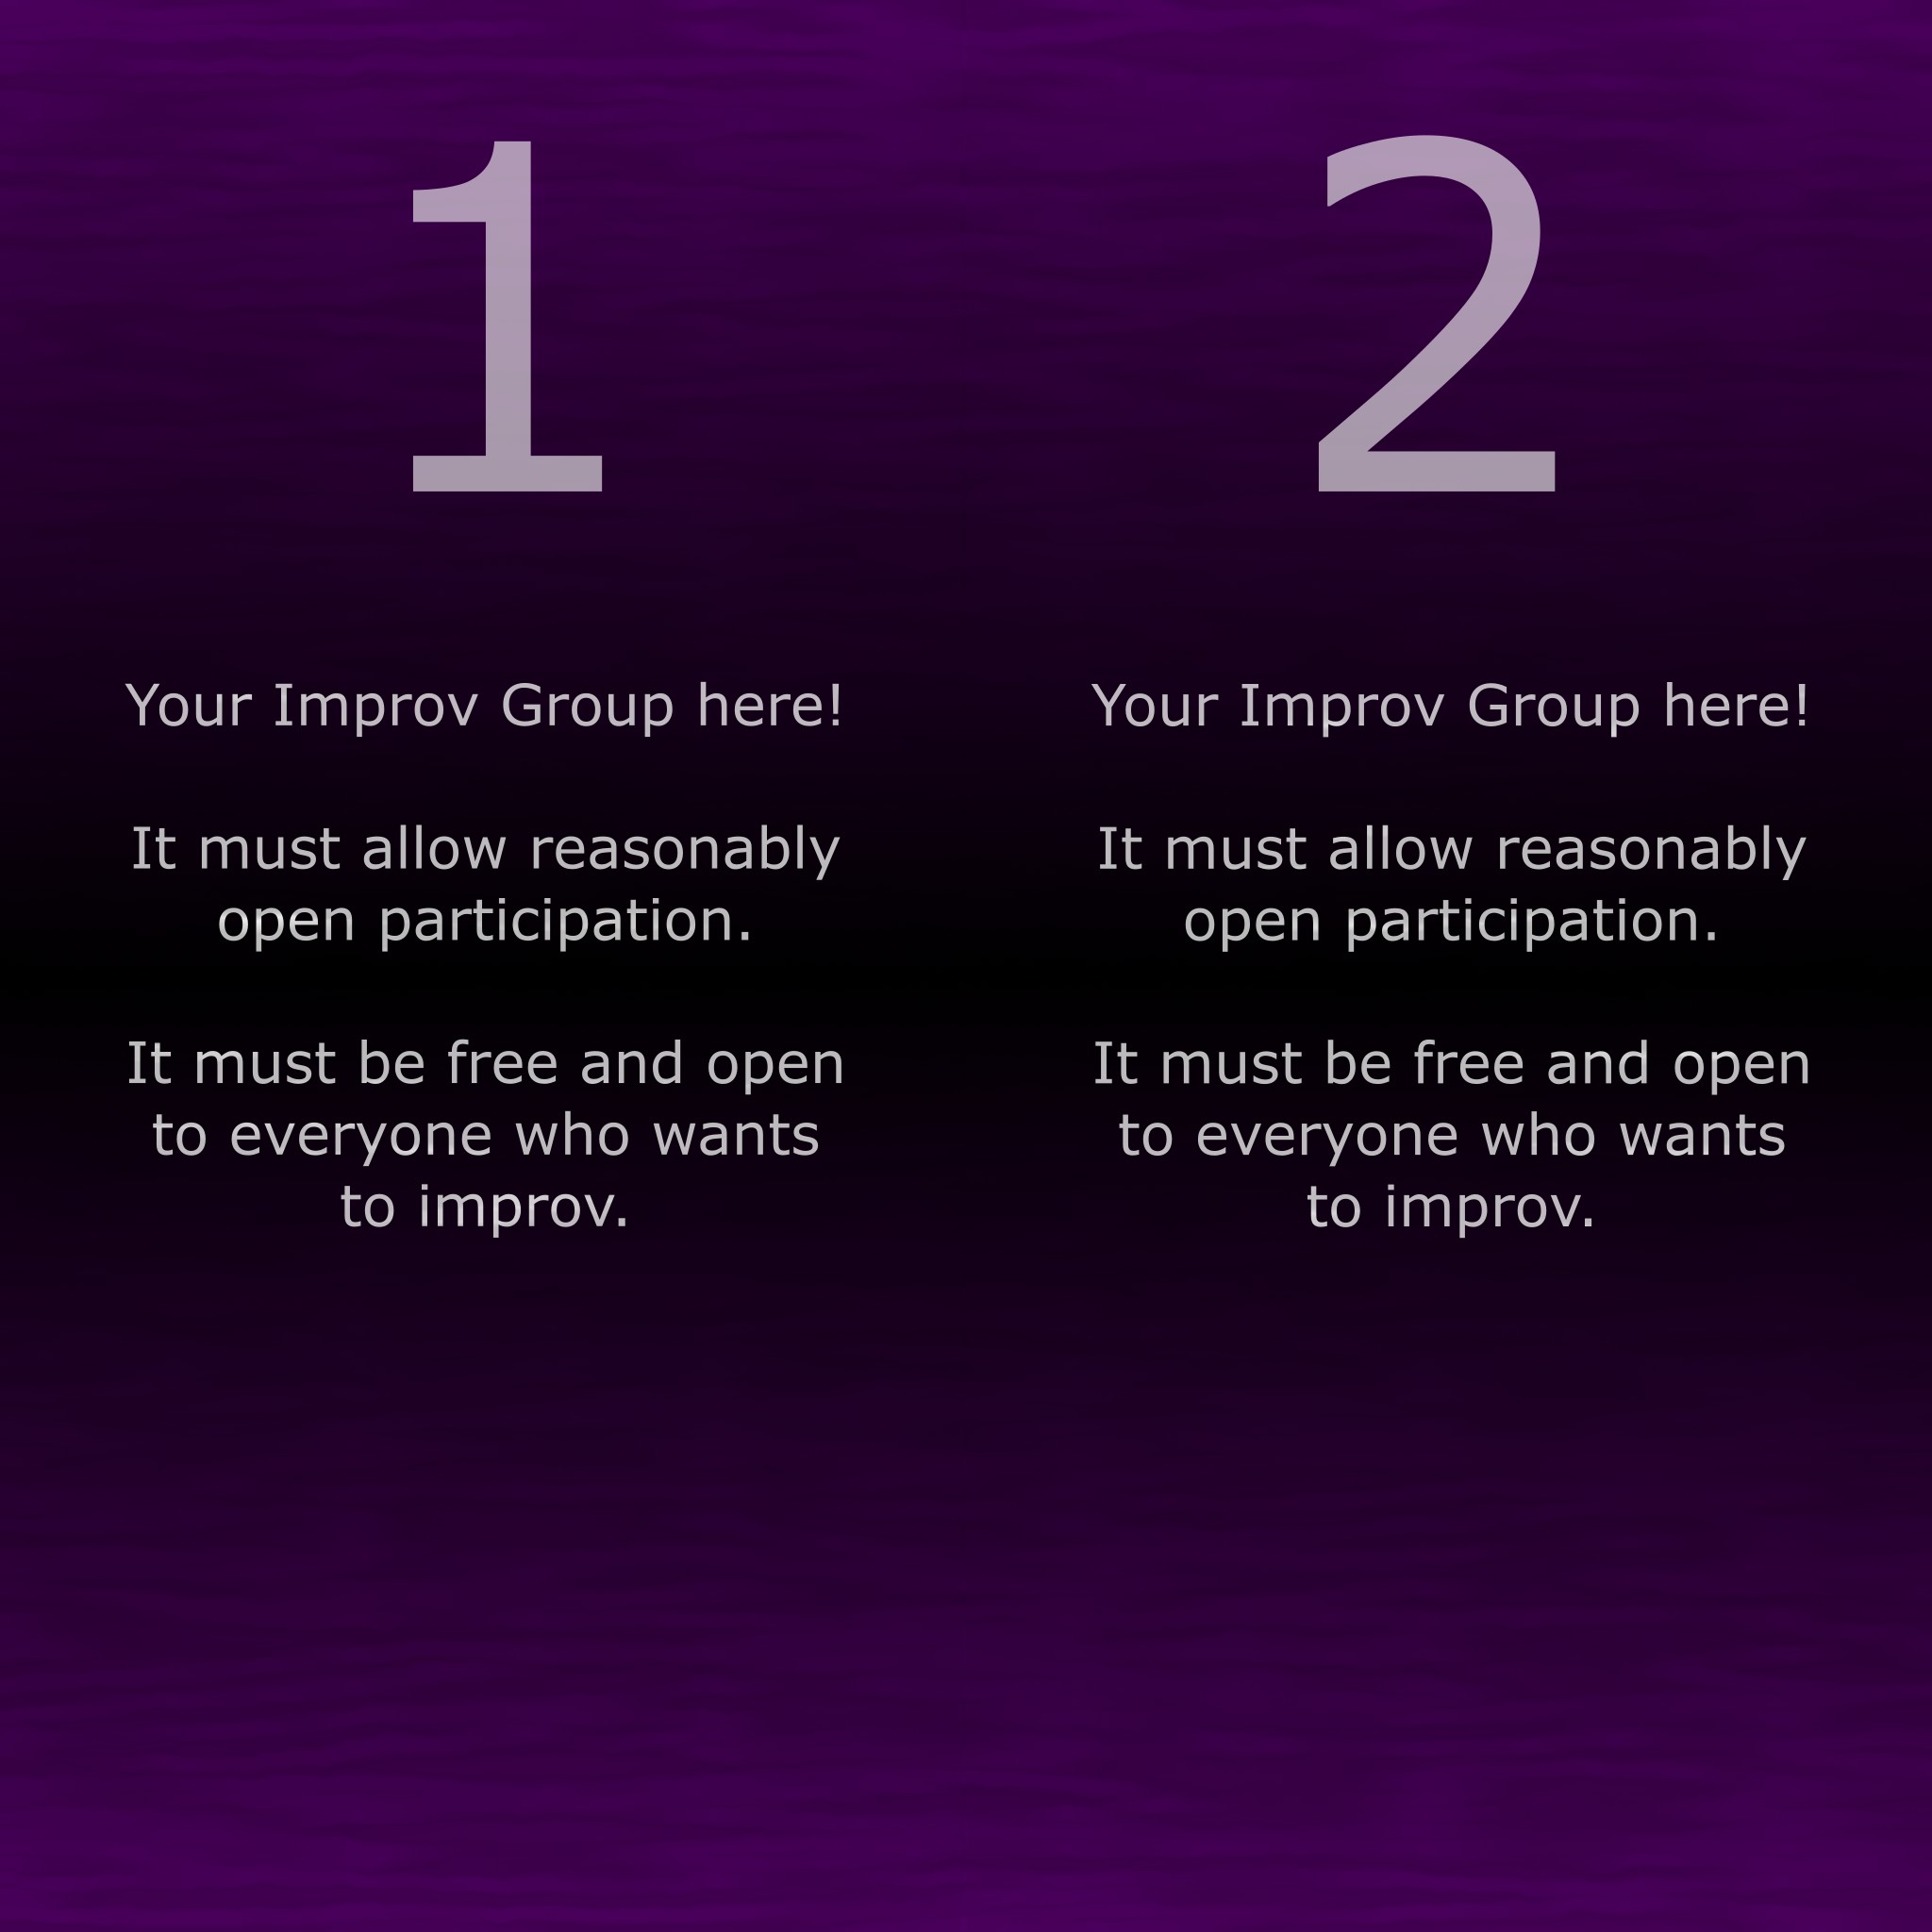 1
Your Improv Group here!
It must allow reasonably
open participation.
It must be free and open
to everyone who wants
to improv.
2
Your Improv Group here!
It must allow reasonably
open participation.
It must be free and open
to everyone who wants
to improv.